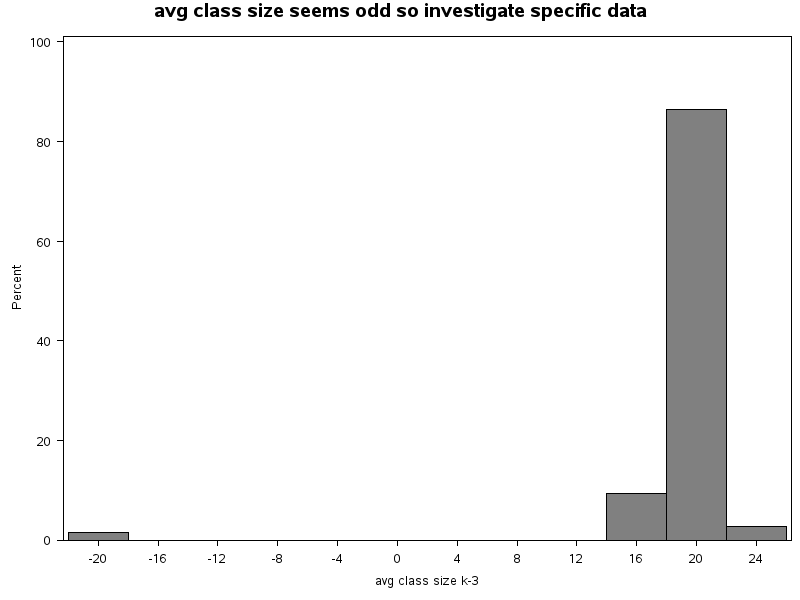 avg class size seems odd so investigate specific data
100
80
60
40
20
0
Percent
-20 -16 -12 -8 -4 0 4 8 12 16 20 24
avg class size k-3